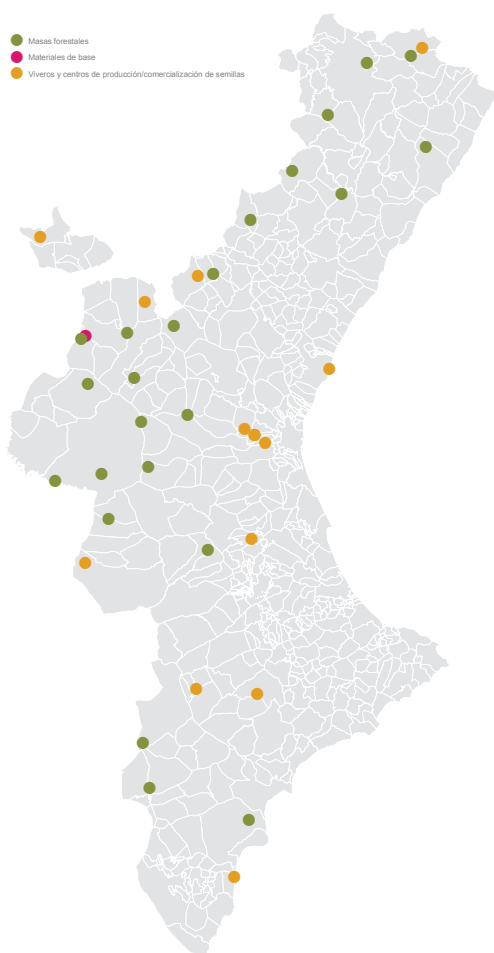 Masas forestales
Materiales de base
Viveros y centros de producción/comercialización de semillas